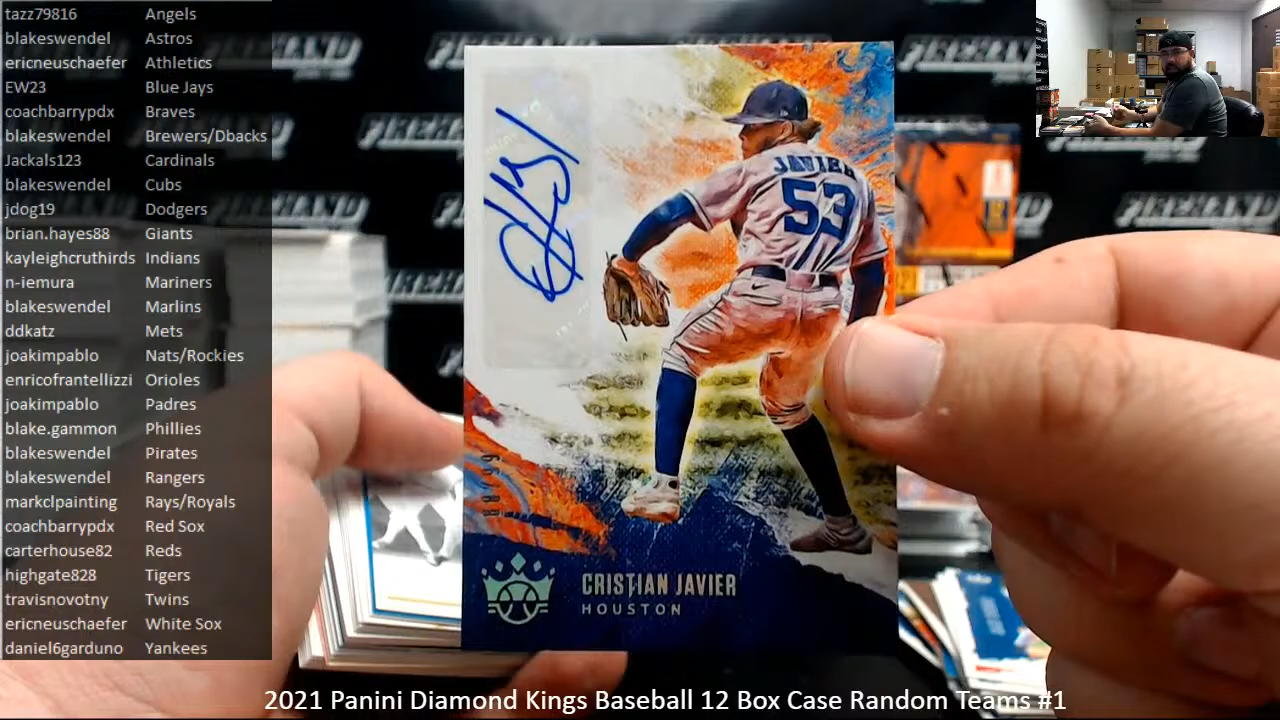 tazz79816 Angels
blakeswendel Astros
ericneuschaefer Athletics
EW23 Blue Jays
coachbarrypdx Braves
blakeswendel Brewers/Dbacks
Jackals123 Cardinals
blakeswendel Cubs
jdog19 Dodgers
brian.hayes88 Giants
kayleighcruthirds Indians
n-iemura Mariners
blakeswendel Marlins
ddkatz Mets
joakimpablo Nats/Rockies
enricofrantellizzi Orioles
joakimpablo Padres
blake.gammon Phillies
blakeswendel Pirates
blakeswendel Rangers
markclpainting Rays/Royals
coachbarrypdx Red Sox
carterhouse82 Reds
highgate828 Tigers
travisnovotny Twins
ericneuschaefer White Sox
daniel6garduno Yankees
FIREHAND
JAVIER
53
CRISTIAN JAVIER
HOUSTON
2021 Panini Diamond Kings Baseball 12 Box Case Random Teams #1